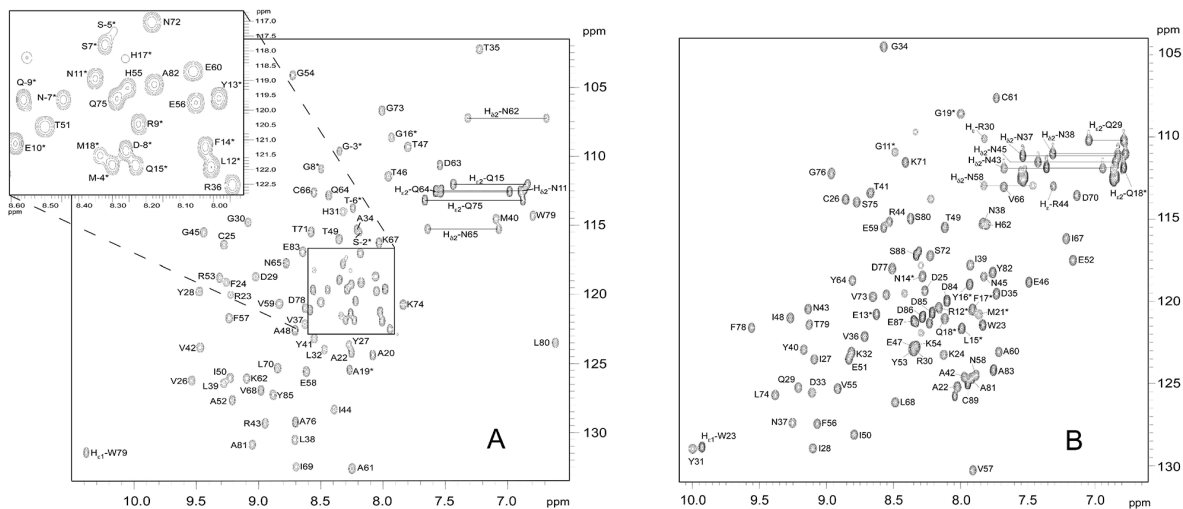 S-5*
N72
117.0
S7*
117.5
ppm
ppm
H17*
118.0
T35
G34
105
N11*
H55
A82
E60
118.5
119.0
G54
105
C61
Q-9*
N-7*
Q75
E56
Y13*
119.5
120.0
G73
Hδ2-N62
G19*
Hε-R30
Hε2-Q29
T51
R9*
120.5
G16*
T47
Hδ2-N37
Hδ2-N38
110
E10*
M18*
D-8*
F14*
121.0
121.5
G-3*
110
G11*
K71
Hδ2-N45
Hδ2-N43
M-4*
Q15*
L12*
122.0
G8*
D63
G76
Hδ2-N58
Hε2-Q18*
R36
122.5
T46
Hε2-Q15
T41
V66
Hε-R44
D70
ppm
8.60
8.50
8.40
8.30
8.20
8.10
8.00
ppm
C66
Q64
Hε2-Q64
Hδ2-N11
C26
S75
T-6*
Hε2-Q75
R44
S80
N38
H62
G30
H31
A34
M40
W79
E59
T49
115
G45
C25
T71
T49
S-2*
K67
Hδ2-N65
115
I67
E83
S88
S72
I39
E52
N65
D77
N14*
D25
Y82
R53
F24
D29
Y64
D84
N45
E46
Y28
R23
V59
D78
K74
120
V73
D85
Y16*
F17*
D35
120
F57
V37
N43
I48
E13*
D86
R12*
M21*
A48
F78
T79
E87
Q18*
L15*
W23
V42
Y41
L32
Y27
L80
V36
E47
K54
Y40
I27
K32
Y53
R30
K24
N58
A60
L70
A22
A20
E51
A42
A83
V26
I50
L39
K62
E58
A19*
125
Q29
D33
V55
A22
A81
125
A52
V68
Y85
L74
L68
C89
R43
I44
A76
N37
F56
I50
A81
L38
A
130
Hε1-W23
B
Hε1-W79
I69
A61
Y31
I28
V57
130
10.0
9.5
9.0
8.5
8.0
7.5
7.0
ppm
10.0
9.5
9.0
8.5
8.0
7.5
7.0
ppm